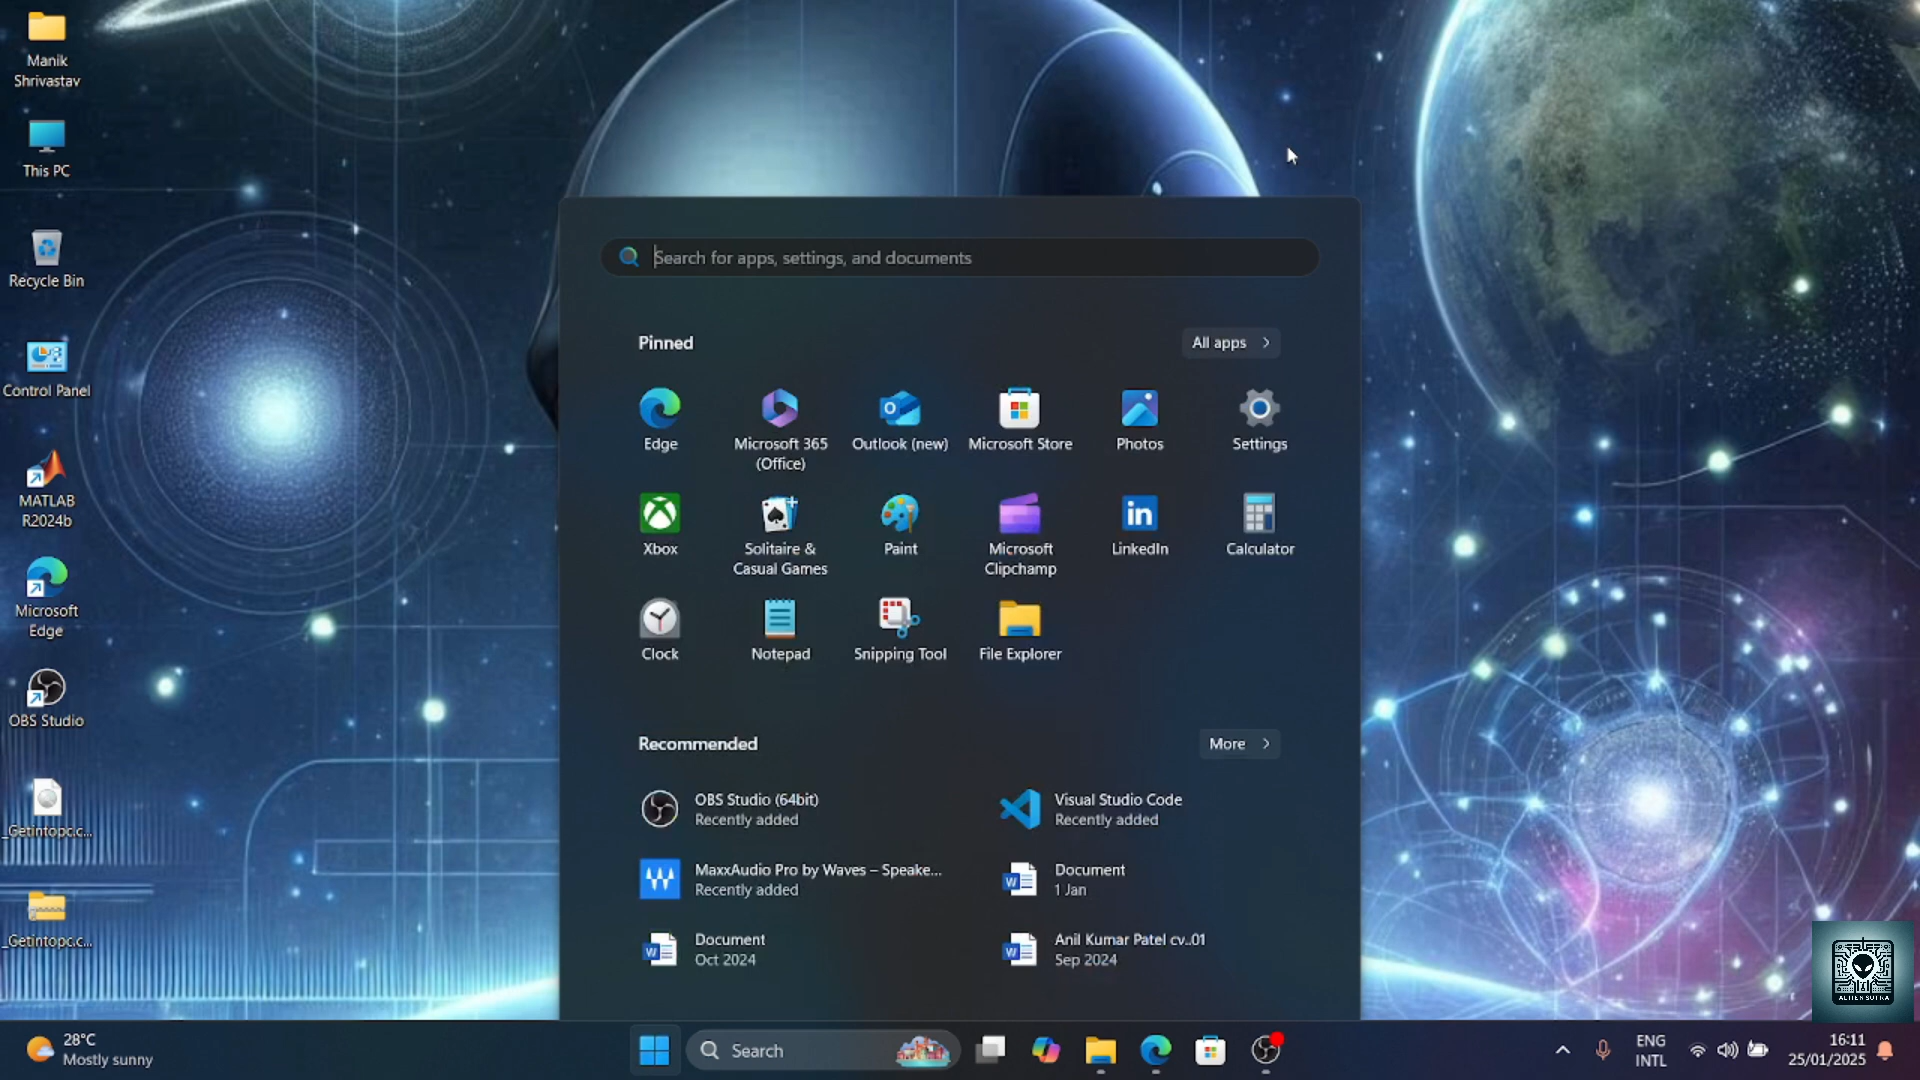 Manik
Shrivastav
This PC
Recycle Bin
Control Panel
MATLAB
R2024b
Microsoft
Edge
OBS Studio
_Getintopc.c...
_Getintopc.c...
Search for apps, settings, and documents
Pinned
All apps
Edge
Microsoft 365
(Office)
Outlook (new)
Microsoft Store
Photos
Settings
Xbox
Solitaire &
Casual Games
Paint
Microsoft
Clipchamp
LinkedIn
Calculator
Clock
Notepad
Snipping Tool
File Explorer
Recommended
More
OBS Studio (64bit)
Recently added
Visual Studio Code
Recently added
MaxxAudio Pro by Waves – Speake...
Recently added
Document
1 Jan
Document
Oct 2024
Anil Kumar Patel cv..01
Sep 2024
ALIEN SUTRA
28°C
Mostly sunny
Search
ENG
INTL
16:11
25/01/2025